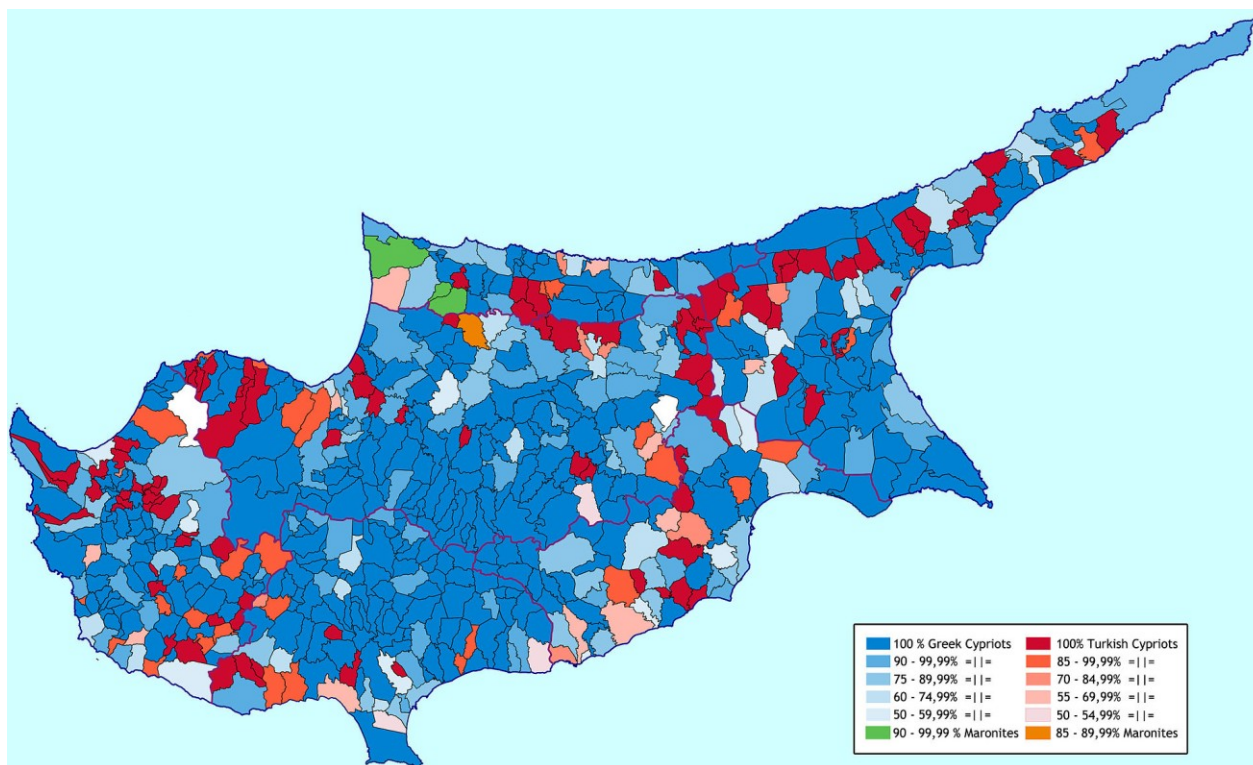 100 % Greek Cypriots
90 - 99,99% =||=
75 - 89,99% =||=
60 - 74,99% =||=
50 - 59,99% =||=
90 - 99,99 % Maronites
100% Turkish Cypriots
85 - 99,99% =||=
70 - 84,99% =||=
55 - 69,99% =||=
50 - 54,99% =||=
85 - 89,99% Maronites